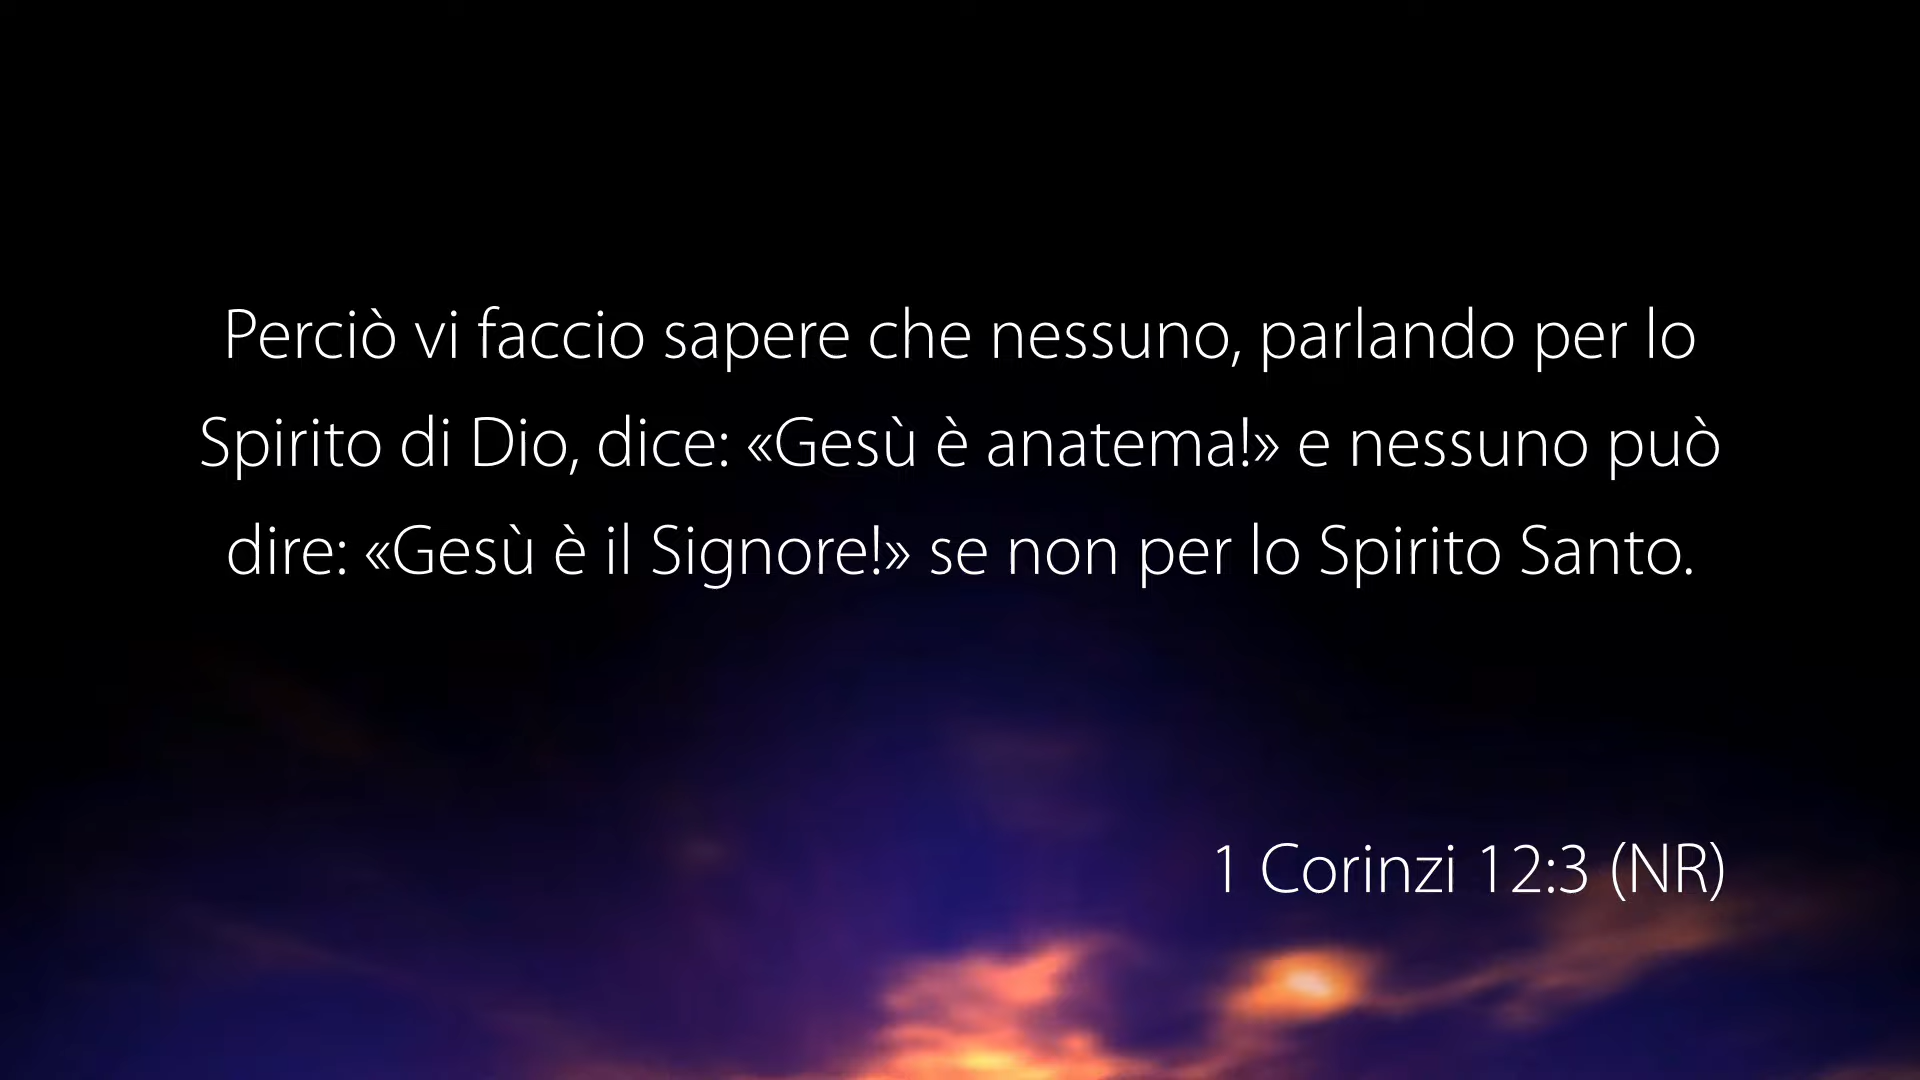 Perciò vi faccio sapere che nessuno, parlando per lo
Spirito di Dio, dice: «Gesù è anatema!» e nessuno può
dire: «Gesù è il Signore!» se non per lo Spirito Santo.
1 Corinzi 12:3 (NR)